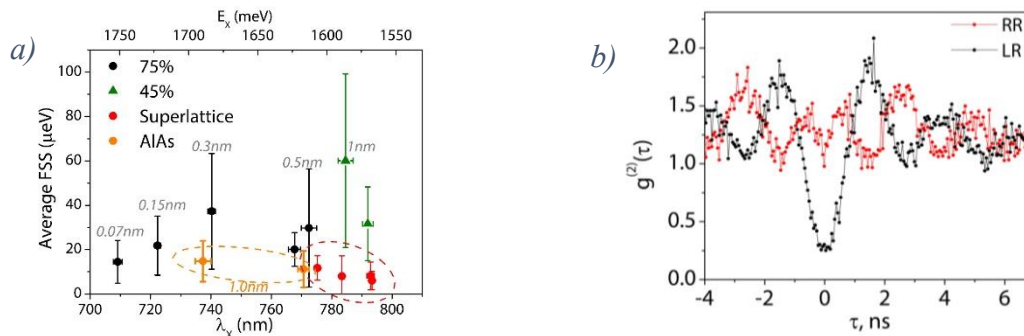 a)
E_X (meV)
1750 1700 1650 1600 1550
100
80
60
40
20
0
Average FSS (μeV)
75%
45%
Superlattice
AlAs
0.07nm
0.15nm
0.3nm
0.5nm
1nm
1.0nm
700 720 740 760 780 800
λ_X (nm)
b)
RR
LR
2.0
1.5
1.0
0.5
0.0
g⁽²⁾(τ)
-4 -2 0 2 4 6
τ, ns